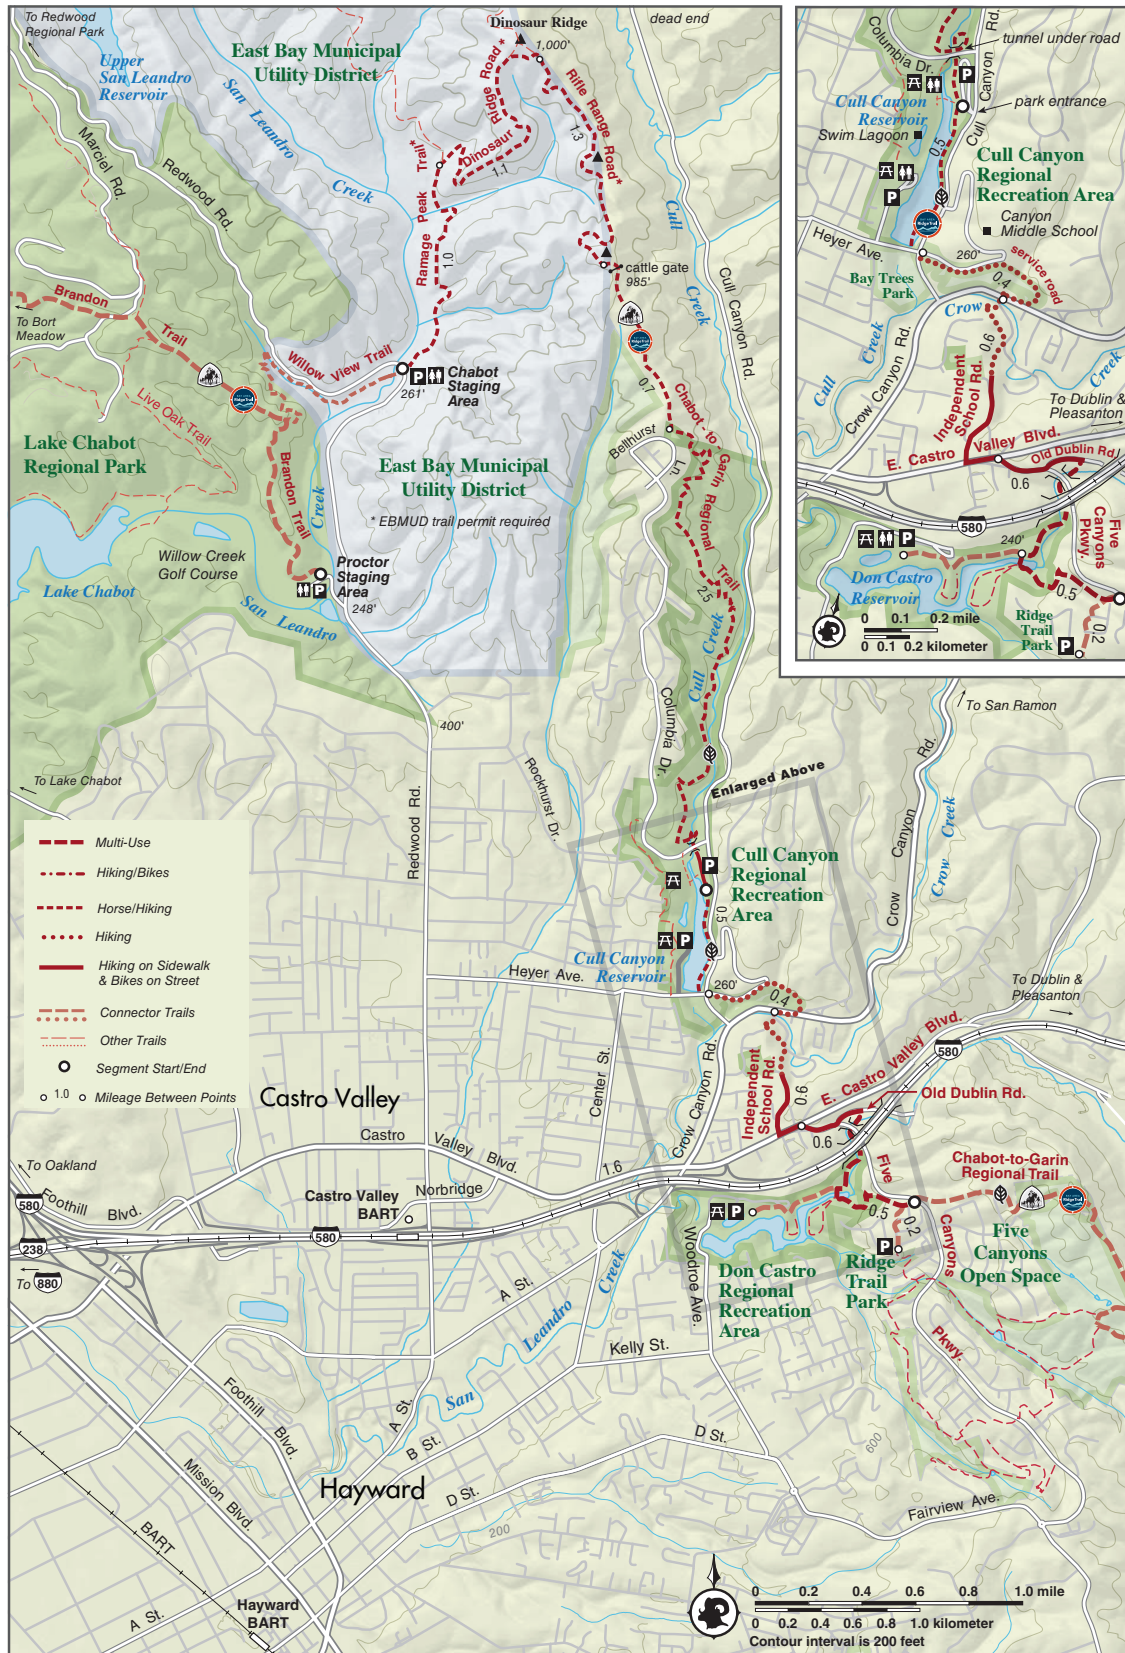 To Redwood
Regional Park
Upper
San Leandro
Reservoir
East Bay Municipal
Utility District
San
Leandro
Creek
Dinosaur Ridge
1,000'
dead end
Ridge Road*
Dinosaur
1.1
Rifle Range Road*
1.3
Ramage Peak Trail*
1.0
Marciel Rd.
Redwood Rd.
Cull
Creek
Cull Canyon Rd.
cattle gate
985'
Brandon
Trail
To Bort
Meadow
Willow View Trail
P
Chabot
Staging
Area
261'
RidgeTrail
RidgeTrail
0.7
Chabot - to
Garin Regional
Trail
2.5
Bellhurst
Ln.
Live Oak Trail
Lake Chabot
Regional Park
Brandon Trail
Creek
East Bay Municipal
Utility District
* EBMUD trail permit required
Willow Creek
Golf Course
Proctor
Staging
Area
P
248'
Lake Chabot
San Leandro
Cull Creek
Columbia Dr.
400'
To Lake Chabot
Redwood Rd.
Rockhurst Dr.
Enlarged Above
To San Ramon
Crow Canyon Rd.
Crow Creek
Columbia Dr.
Rd.
tunnel under road
P
Cull Canyon
Reservoir
Swim Lagoon
park entrance
Cull Canyon
0.5
Cull Canyon
Regional
Recreation Area
P
RidgeTrail
Canyon
Middle School
Heyer Ave.
260'
service road
0.4
Bay Trees
Park
Crow
Creek
Cull Creek
Crow Canyon Rd.
0.6
Independent
School Rd.
To Dublin &
Pleasanton
E. Castro Valley Blvd.
Old Dublin Rd.
0.6
580
Five
Canyons
Pkwy.
P
240'
Don Castro
Reservoir
0.5
0.2
Ridge
Trail
Park
P
0 0.1 0.2 mile
0 0.1 0.2 kilometer
Multi-Use
Hiking/Bikes
Horse/Hiking
Hiking
Hiking on Sidewalk
& Bikes on Street
Connector Trails
Other Trails
Segment Start/End
1.0
Mileage Between Points
P
Cull Canyon
Regional
Recreation
Area
0.5
P
Cull Canyon
Reservoir
Heyer Ave.
260'
0.4
To Dublin &
Pleasanton
580
Center St.
Crow Canyon Rd.
Independent
School Rd.
0.6
E. Castro Valley Blvd.
Old Dublin Rd.
0.6
Castro Valley
Castro Valley Blvd.
1.6
To Oakland
580
Foothill Blvd.
238
To 880
Castro Valley
BART
Norbridge
580
P
Five
Canyons
Pkwy.
0.5
0.2
P
Chabot-to-Garin
Regional Trail
RidgeTrail
Five
Canyons
Open Space
Woodroe Ave.
Don Castro
Regional
Recreation
Area
Ridge
Trail
Park
A St.
San Leandro Creek
Kelly St.
Foothill Blvd.
A St.
B St.
D St.
D St.
600
Fairview Ave.
Mission Blvd.
Hayward
200
BART
A St.
Hayward
BART
0 0.2 0.4 0.6 0.8 1.0 mile
0 0.2 0.4 0.6 0.8 1.0 kilometer
Contour interval is 200 feet